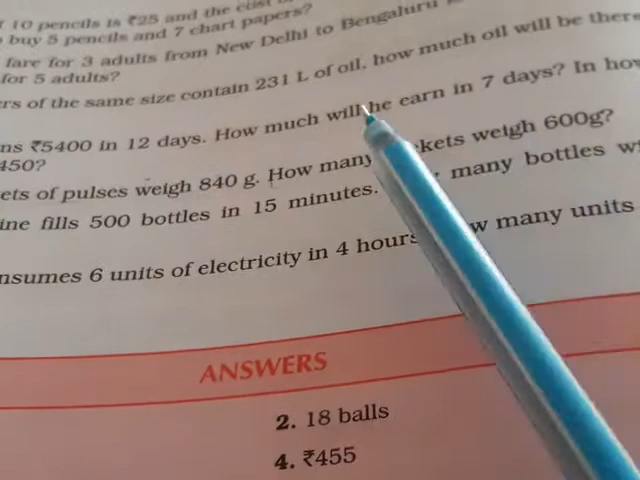 10 pencils is ₹25 and the cost
buy 5 pencils and 7 chart papers?
fare for 3 adults from New Delhi to Bengaluru
for 5 adults?
ers of the same size contain 231 L of oil, how much oil will be there
ns ₹5400 in 12 days. How much will he earn in 7 days? In how
450?
ets of pulses weigh 840 g. How many kets weigh 600g?
ine fills 500 bottles in 15 minutes. many bottles w
nsumes 6 units of electricity in 4 hours w many units
ANSWERS
2. 18 balls
4. ₹455